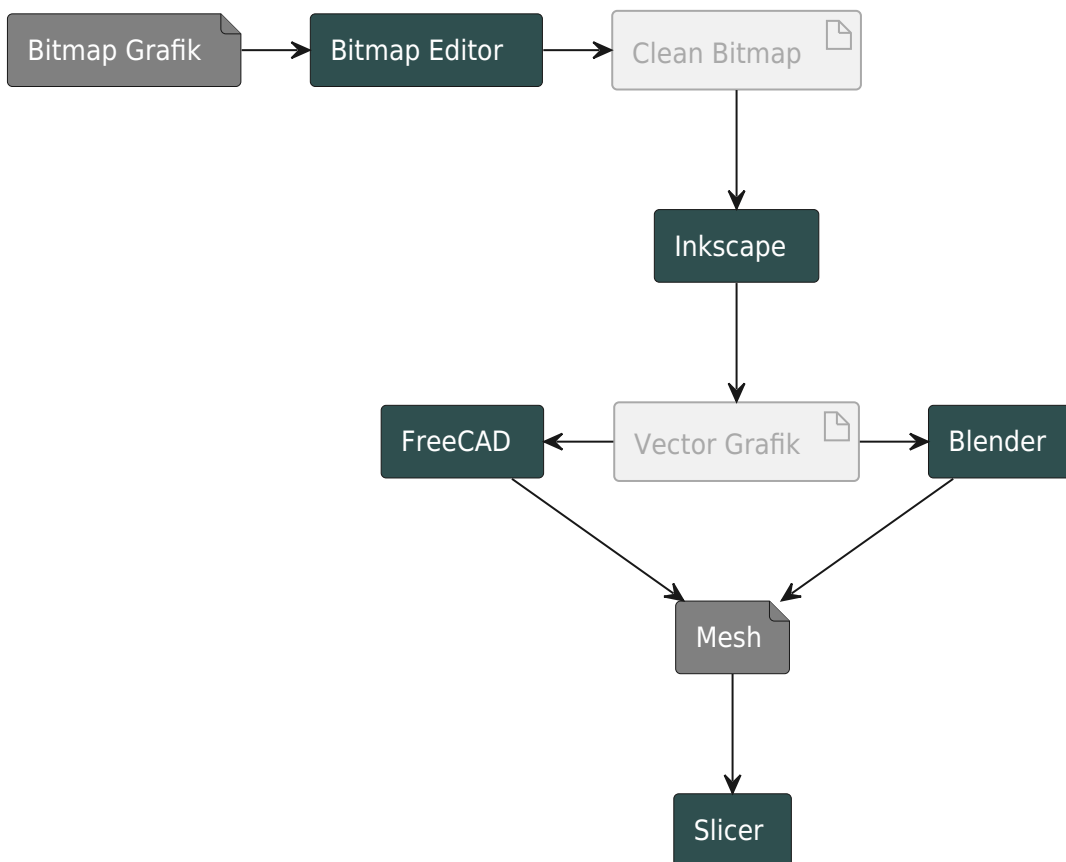 Bitmap Grafik
Bitmap Editor
Clean Bitmap
Inkscape
FreeCAD
Vector Grafik
Blender
Mesh
Slicer